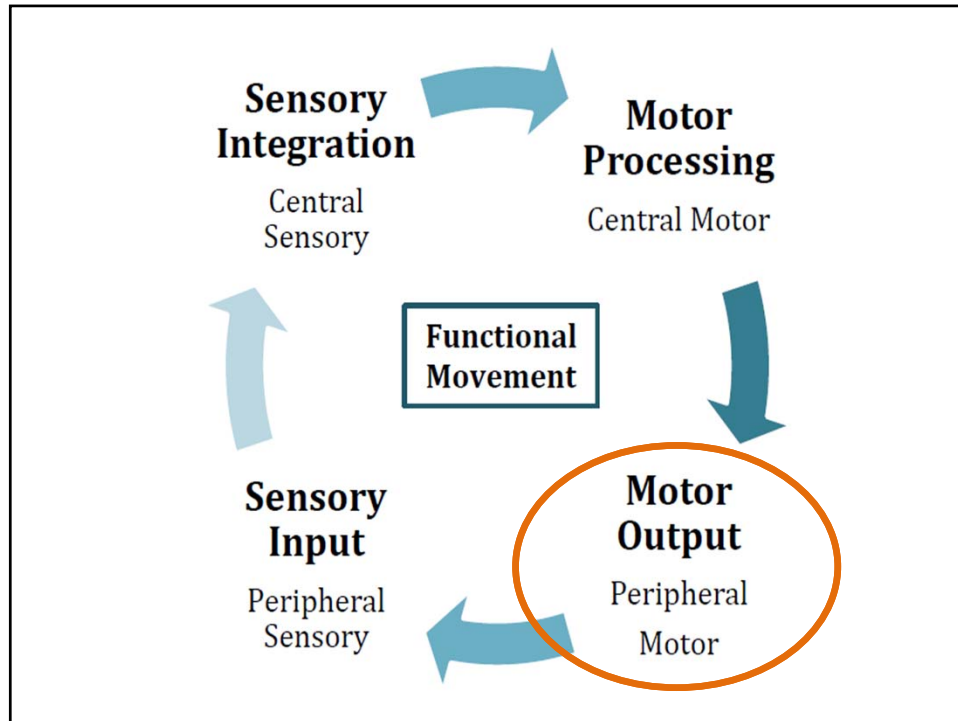 Sensory
Integration
Central
Sensory
Motor
Processing
Central Motor
Functional
Movement
Sensory
Input
Peripheral
Sensory
Motor
Output
Peripheral
Motor